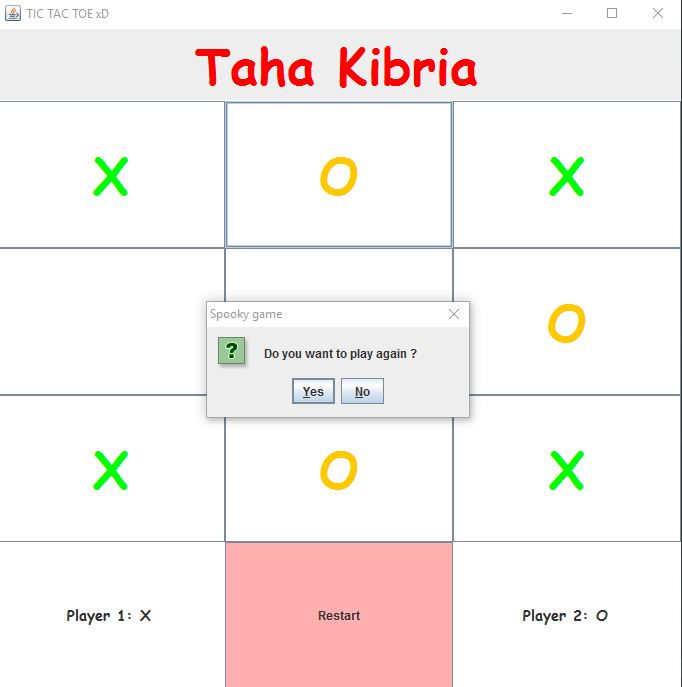 TIC TAC TOE xD
Taha Kibria
X O X
Spooky game
O
?
Do you want to play again ?
Yes No
X O X
Player 1: X Restart Player 2: O